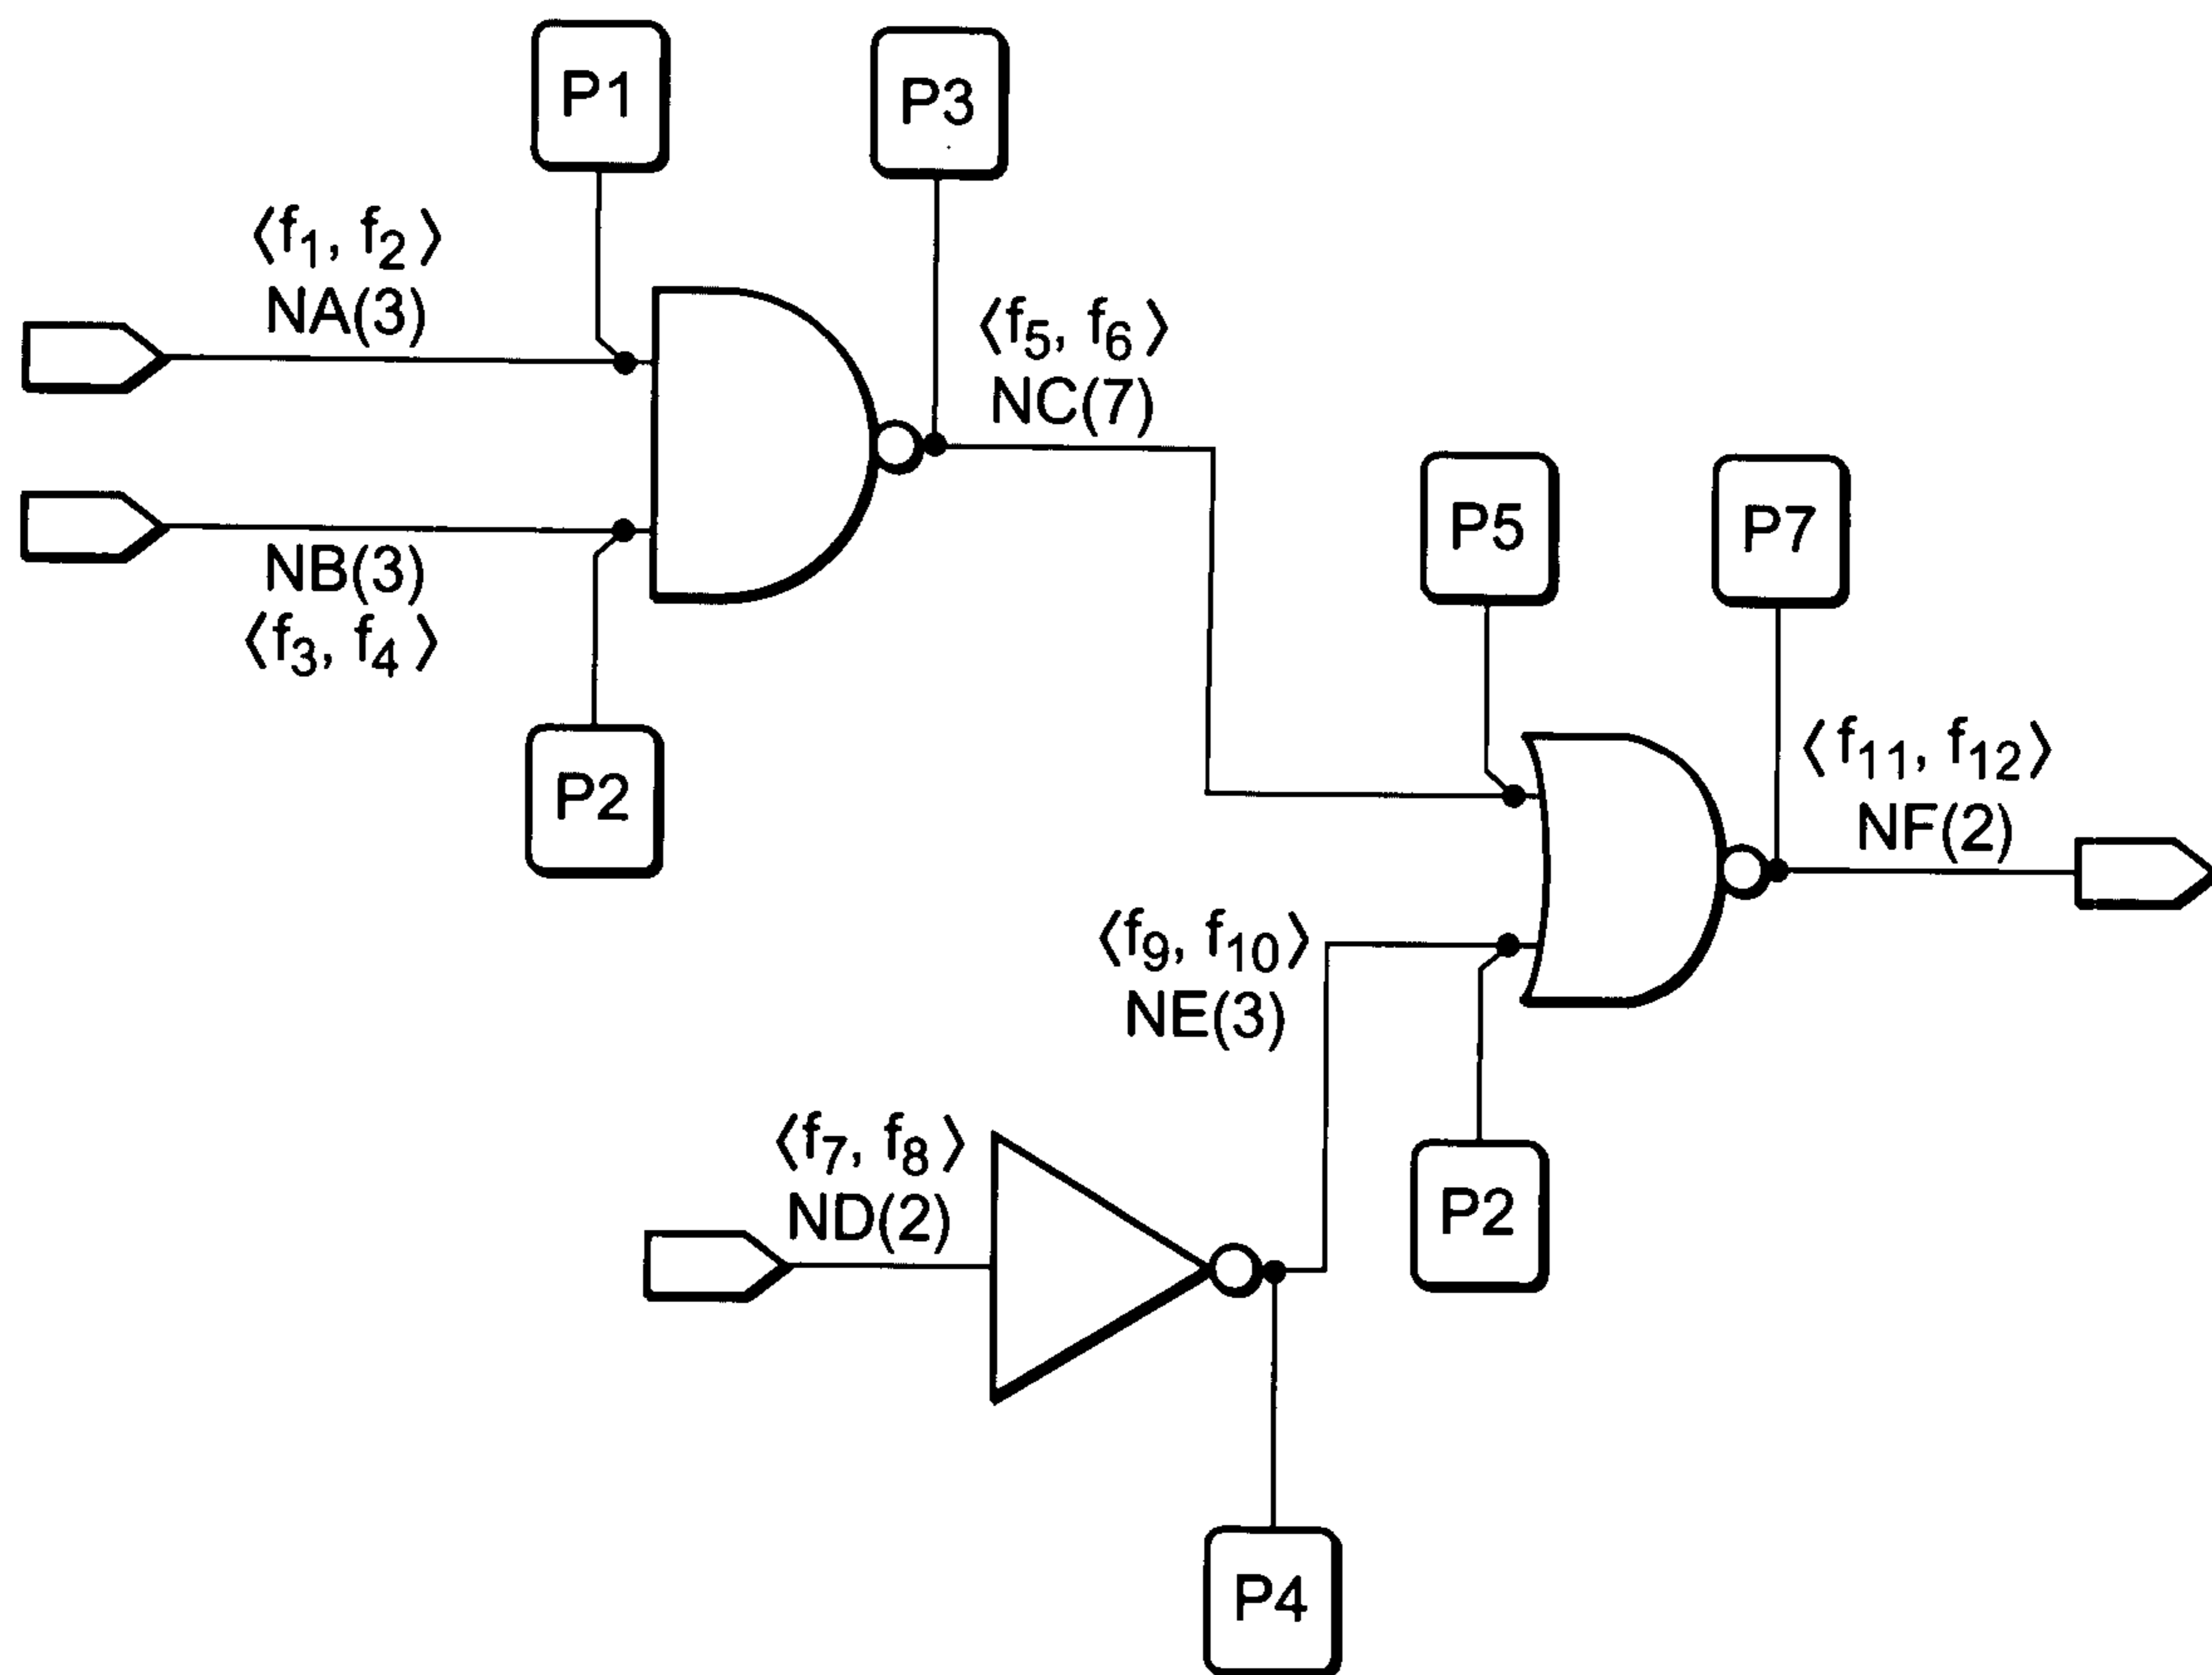 P1
P3
⟨f₁, f₂⟩
NA(3)
⟨f₅, f₆⟩
NC(7)
NB(3)
⟨f₃, f₄⟩
P2
P5
P7
⟨f₁₁, f₁₂⟩
NF(2)
⟨f₉, f₁₀⟩
NE(3)
⟨f₇, f₈⟩
ND(2)
P2
P4